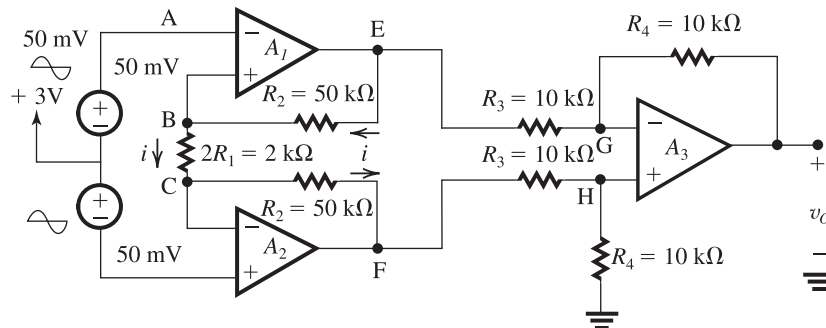 A
E
R4 = 10 kΩ
50 mV
−
A1
50 mV
+ 3V
+
R2 = 50 kΩ
R3 = 10 kΩ
B
+
−
−
G
A3
i
2R1 = 2 kΩ
i
R3 = 10 kΩ
+
+
C
H
+
−
R2 = 50 kΩ
−
A2
vO
50 mV
+
F
R4 = 10 kΩ
−